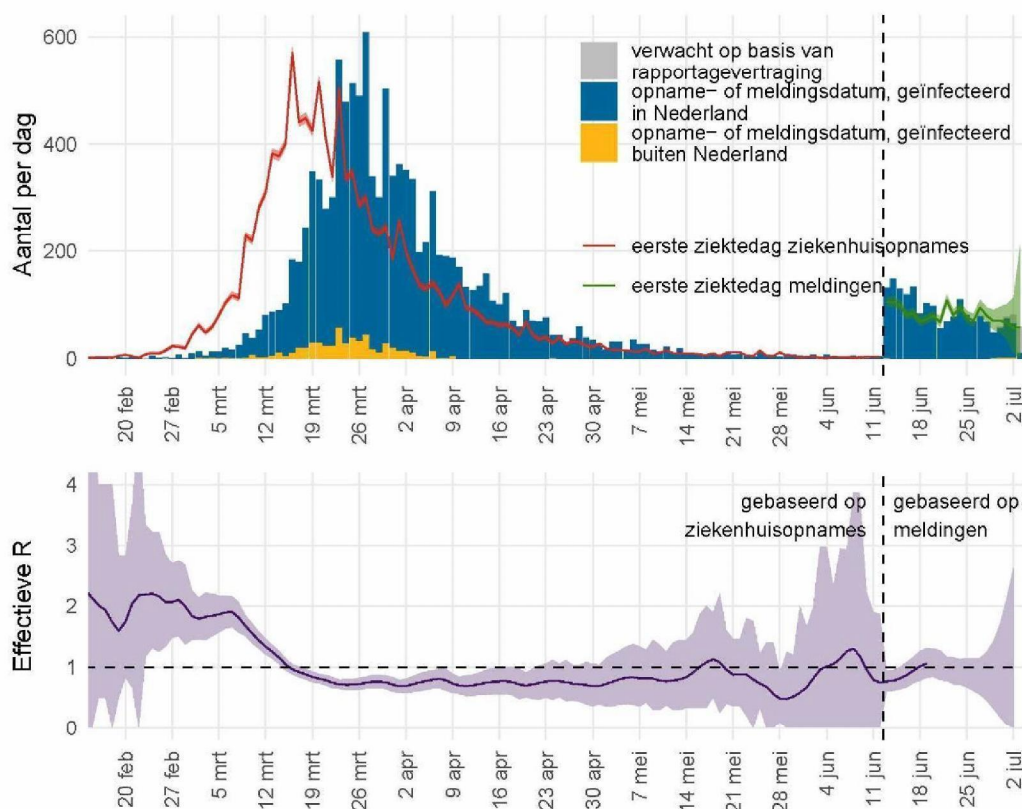 Aantal per dag
600
400
200
0
verwacht op basis van
rapportagevertraging
opname- of meldingsdatum, geïnfecteerd
in Nederland
opname- of meldingsdatum, geïnfecteerd
buiten Nederland
eerste ziektedag ziekenhuisopnames
eerste ziektedag meldingen
20 feb
27 feb
5 mrt
12 mrt
19 mrt
26 mrt
2 apr
9 apr
16 apr
23 apr
30 apr
7 mei
14 mei
21 mei
28 mei
4 jun
11 jun
18 jun
25 jun
2 jul
Effectieve R
4
3
2
1
0
gebaseerd op
ziekenhuisopnames
gebaseerd op
meldingen
20 feb
27 feb
5 mrt
12 mrt
19 mrt
26 mrt
2 apr
9 apr
16 apr
23 apr
30 apr
7 mei
14 mei
21 mei
28 mei
4 jun
11 jun
18 jun
25 jun
2 jul